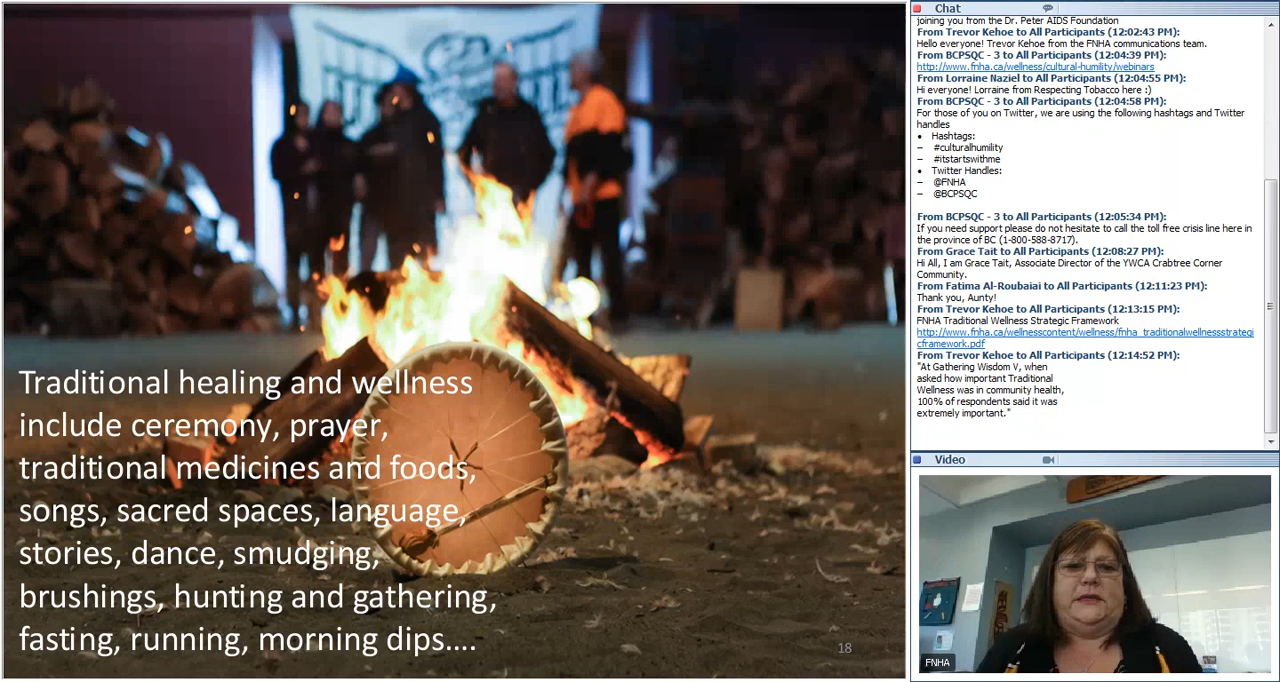 Traditional healing and wellness
include ceremony, prayer,
traditional medicines and foods,
songs, sacred spaces, language,
stories, dance, smudging,
brushings, hunting and gathering,
fasting, running, morning dips....
18
Chat
joining you from the Dr. Peter AIDS Foundation
From Trevor Kehoe to All Participants (12:02:43 PM):
Hello everyone! Trevor Kehoe from the FNHA communications team.
From BCPSQC - 3 to All Participants (12:04:39 PM):
http://www.fnha.ca/wellness/cultural-humility/webinars
From Lorraine Naziel to All Participants (12:04:55 PM):
Hi everyone! Lorraine from Respecting Tobacco here :)
From BCPSQC - 3 to All Participants (12:04:58 PM):
For those of you on Twitter, we are using the following hashtags and Twitter
handles
• Hashtags:
– #culturalhumility
– #itstartswithme
• Twitter Handles:
– @FNHA
– @BCPSQC
From BCPSQC - 3 to All Participants (12:05:34 PM):
If you need support please do not hesitate to call the toll free crisis line here in
the province of BC (1-800-588-8717).
From Grace Tait to All Participants (12:08:27 PM):
Hi All, I am Grace Tait, Associate Director of the YWCA Crabtree Corner
Community.
From Fatima Al-Roubaiai to All Participants (12:11:23 PM):
Thank you, Aunty!
From Trevor Kehoe to All Participants (12:13:15 PM):
FNHA Traditional Wellness Strategic Framework
http://www.fnha.ca/wellnesscontent/wellness/fnha_traditionalwellnessstrategi
cframework.pdf
From Trevor Kehoe to All Participants (12:14:52 PM):
"At Gathering Wisdom V, when
asked how important Traditional
Wellness was in community health,
100% of respondents said it was
extremely important."
Video
FNHA